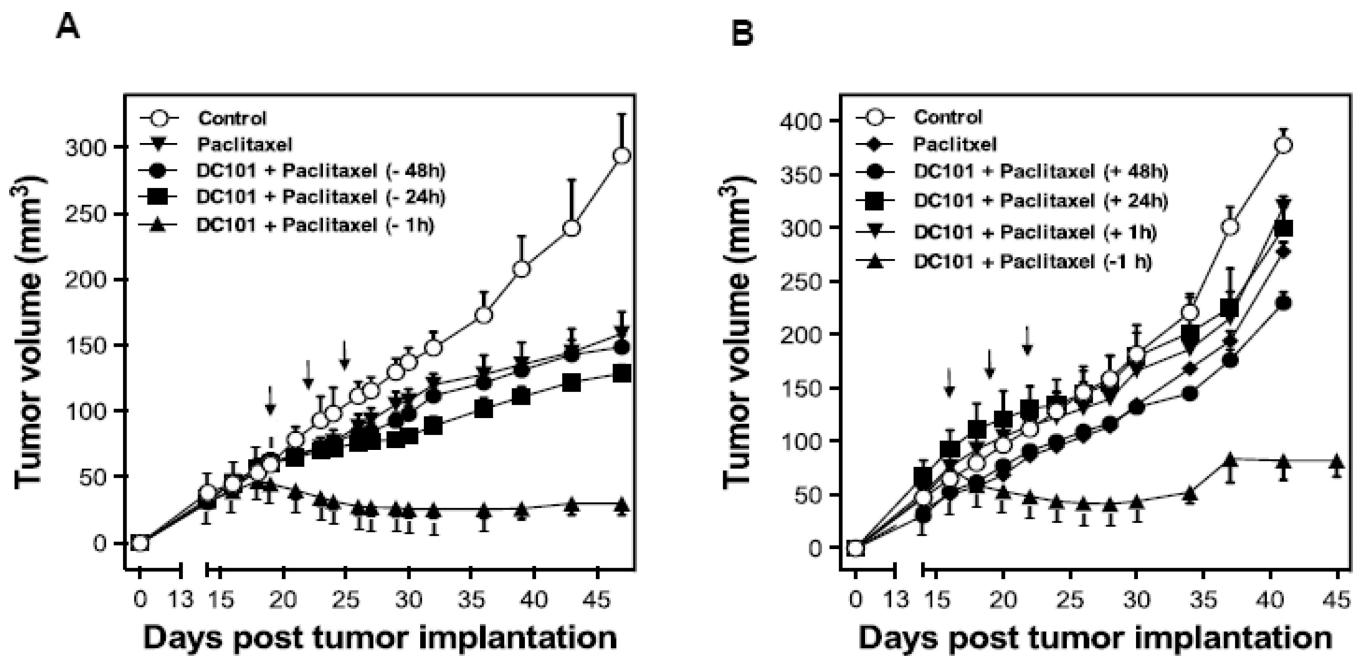 A
Control
Paclitaxel
DC101 + Paclitaxel (- 48h)
DC101 + Paclitaxel (- 24h)
DC101 + Paclitaxel (- 1h)
Tumor volume (mm³)
300
250
200
150
100
50
0
0 13 15 20 25 30 35 40 45
Days post tumor implantation
B
Control
Paclitxel
DC101 + Paclitaxel (+ 48h)
DC101 + Paclitaxel (+ 24h)
DC101 + Paclitaxel (+ 1h)
DC101 + Paclitaxel (-1 h)
Tumor volume (mm³)
400
350
300
250
200
150
100
50
0
0 13 15 20 25 30 35 40 45
Days post tumor implantation